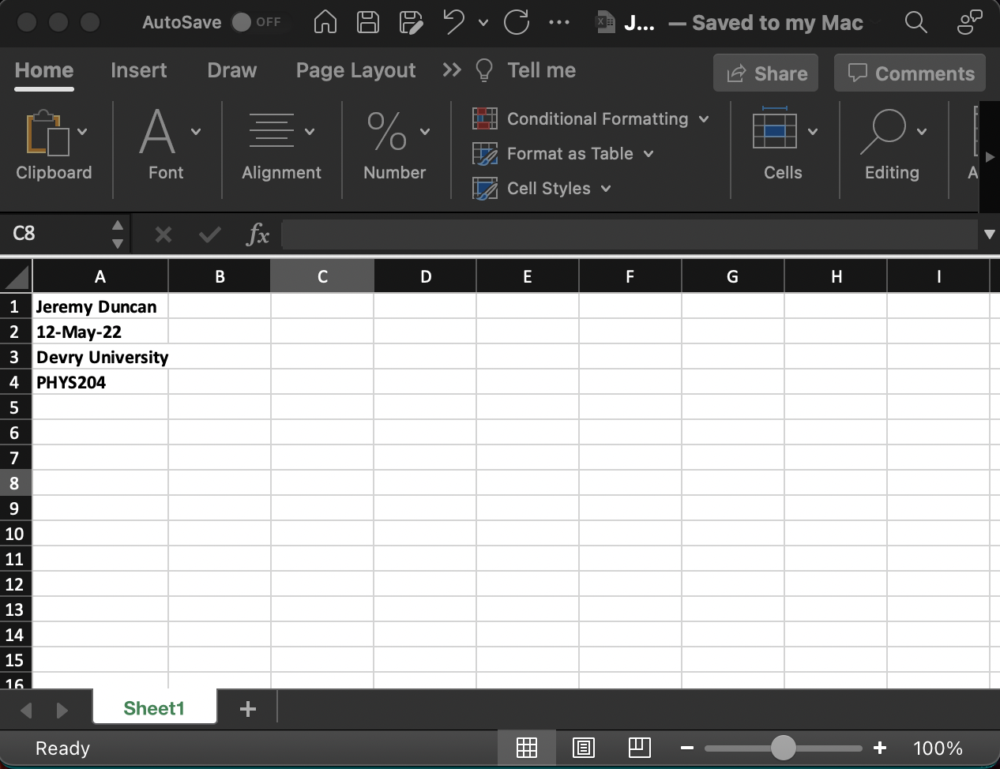 AutoSave OFF J... — Saved to my Mac
Home Insert Draw Page Layout >> Tell me Share Comments
Conditional Formatting
Format as Table
Cell Styles
Clipboard Font Alignment Number Cells Editing A
C8 fx
A B C D E F G H I
1 Jeremy Duncan
2 12-May-22
3 Devry University
4 PHYS204
5
6
7
8
9
10
11
12
13
14
15
16
Sheet1 +
Ready 100%